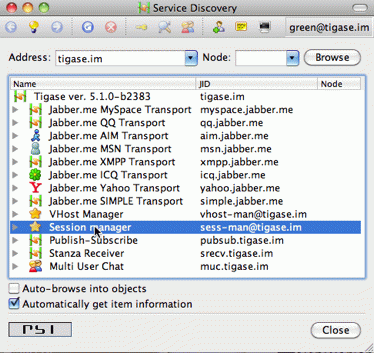 Service Discovery
green@tigase.im
Address: tigase.im Node: Browse
Name JID Node
Tigase ver. 5.1.0-b2383 tigase.im
Jabber.me MySpace Transport myspace.jabber.me
Jabber.me QQ Transport qq.jabber.me
Jabber.me AIM Transport aim.jabber.me
Jabber.me MSN Transport msn.jabber.me
Jabber.me XMPP Transport xmpp.jabber.me
Jabber.me ICQ Transport icq.jabber.me
Jabber.me Yahoo Transport yahoo.jabber.me
Jabber.me SIMPLE Transport simple.jabber.me
VHost Manager vhost-man@tigase.im
Session manager sess-man@tigase.im
Publish-Subscribe pubsub.tigase.im
Stanza Receiver srecv.tigase.im
Multi User Chat muc.tigase.im
Auto-browse into objects
Automatically get item information
PSI Close